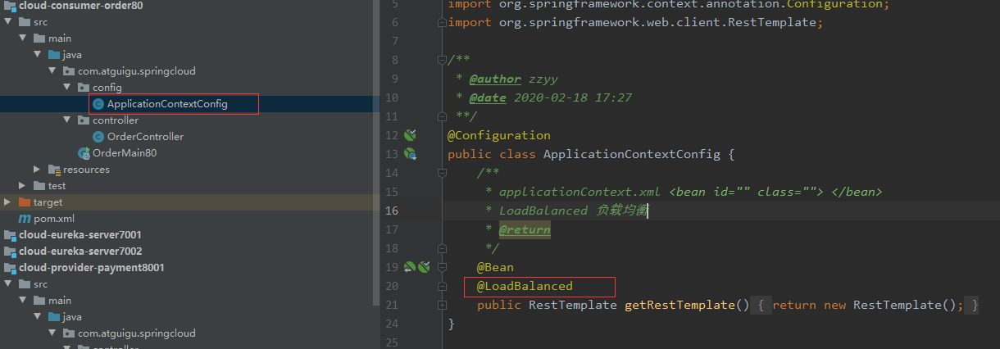 cloud-consumer-order80
src
main
java
com.atguigu.springcloud
config
ApplicationContextConfig
controller
OrderController
OrderMain80
resources
test
target
pom.xml
cloud-eureka-server7001
cloud-eureka-server7002
cloud-provider-payment8001
src
main
java
com.atguigu.springcloud
5 import org.springframework.context.annotation.Configuration;
6 import org.springframework.web.client.RestTemplate;
7
8 /**
9 * @author zzyy
10 * @date 2020-02-18 17:27
11 **/
12 @Configuration
13 public class ApplicationContextConfig {
14 /**
15 * applicationContext.xml <bean id="" class=""> </bean>
16 * LoadBalanced 负载均衡
17 * @return
18 */
19 @Bean
20 @LoadBalanced
21 public RestTemplate getRestTemplate() { return new RestTemplate(); }
24 }
25